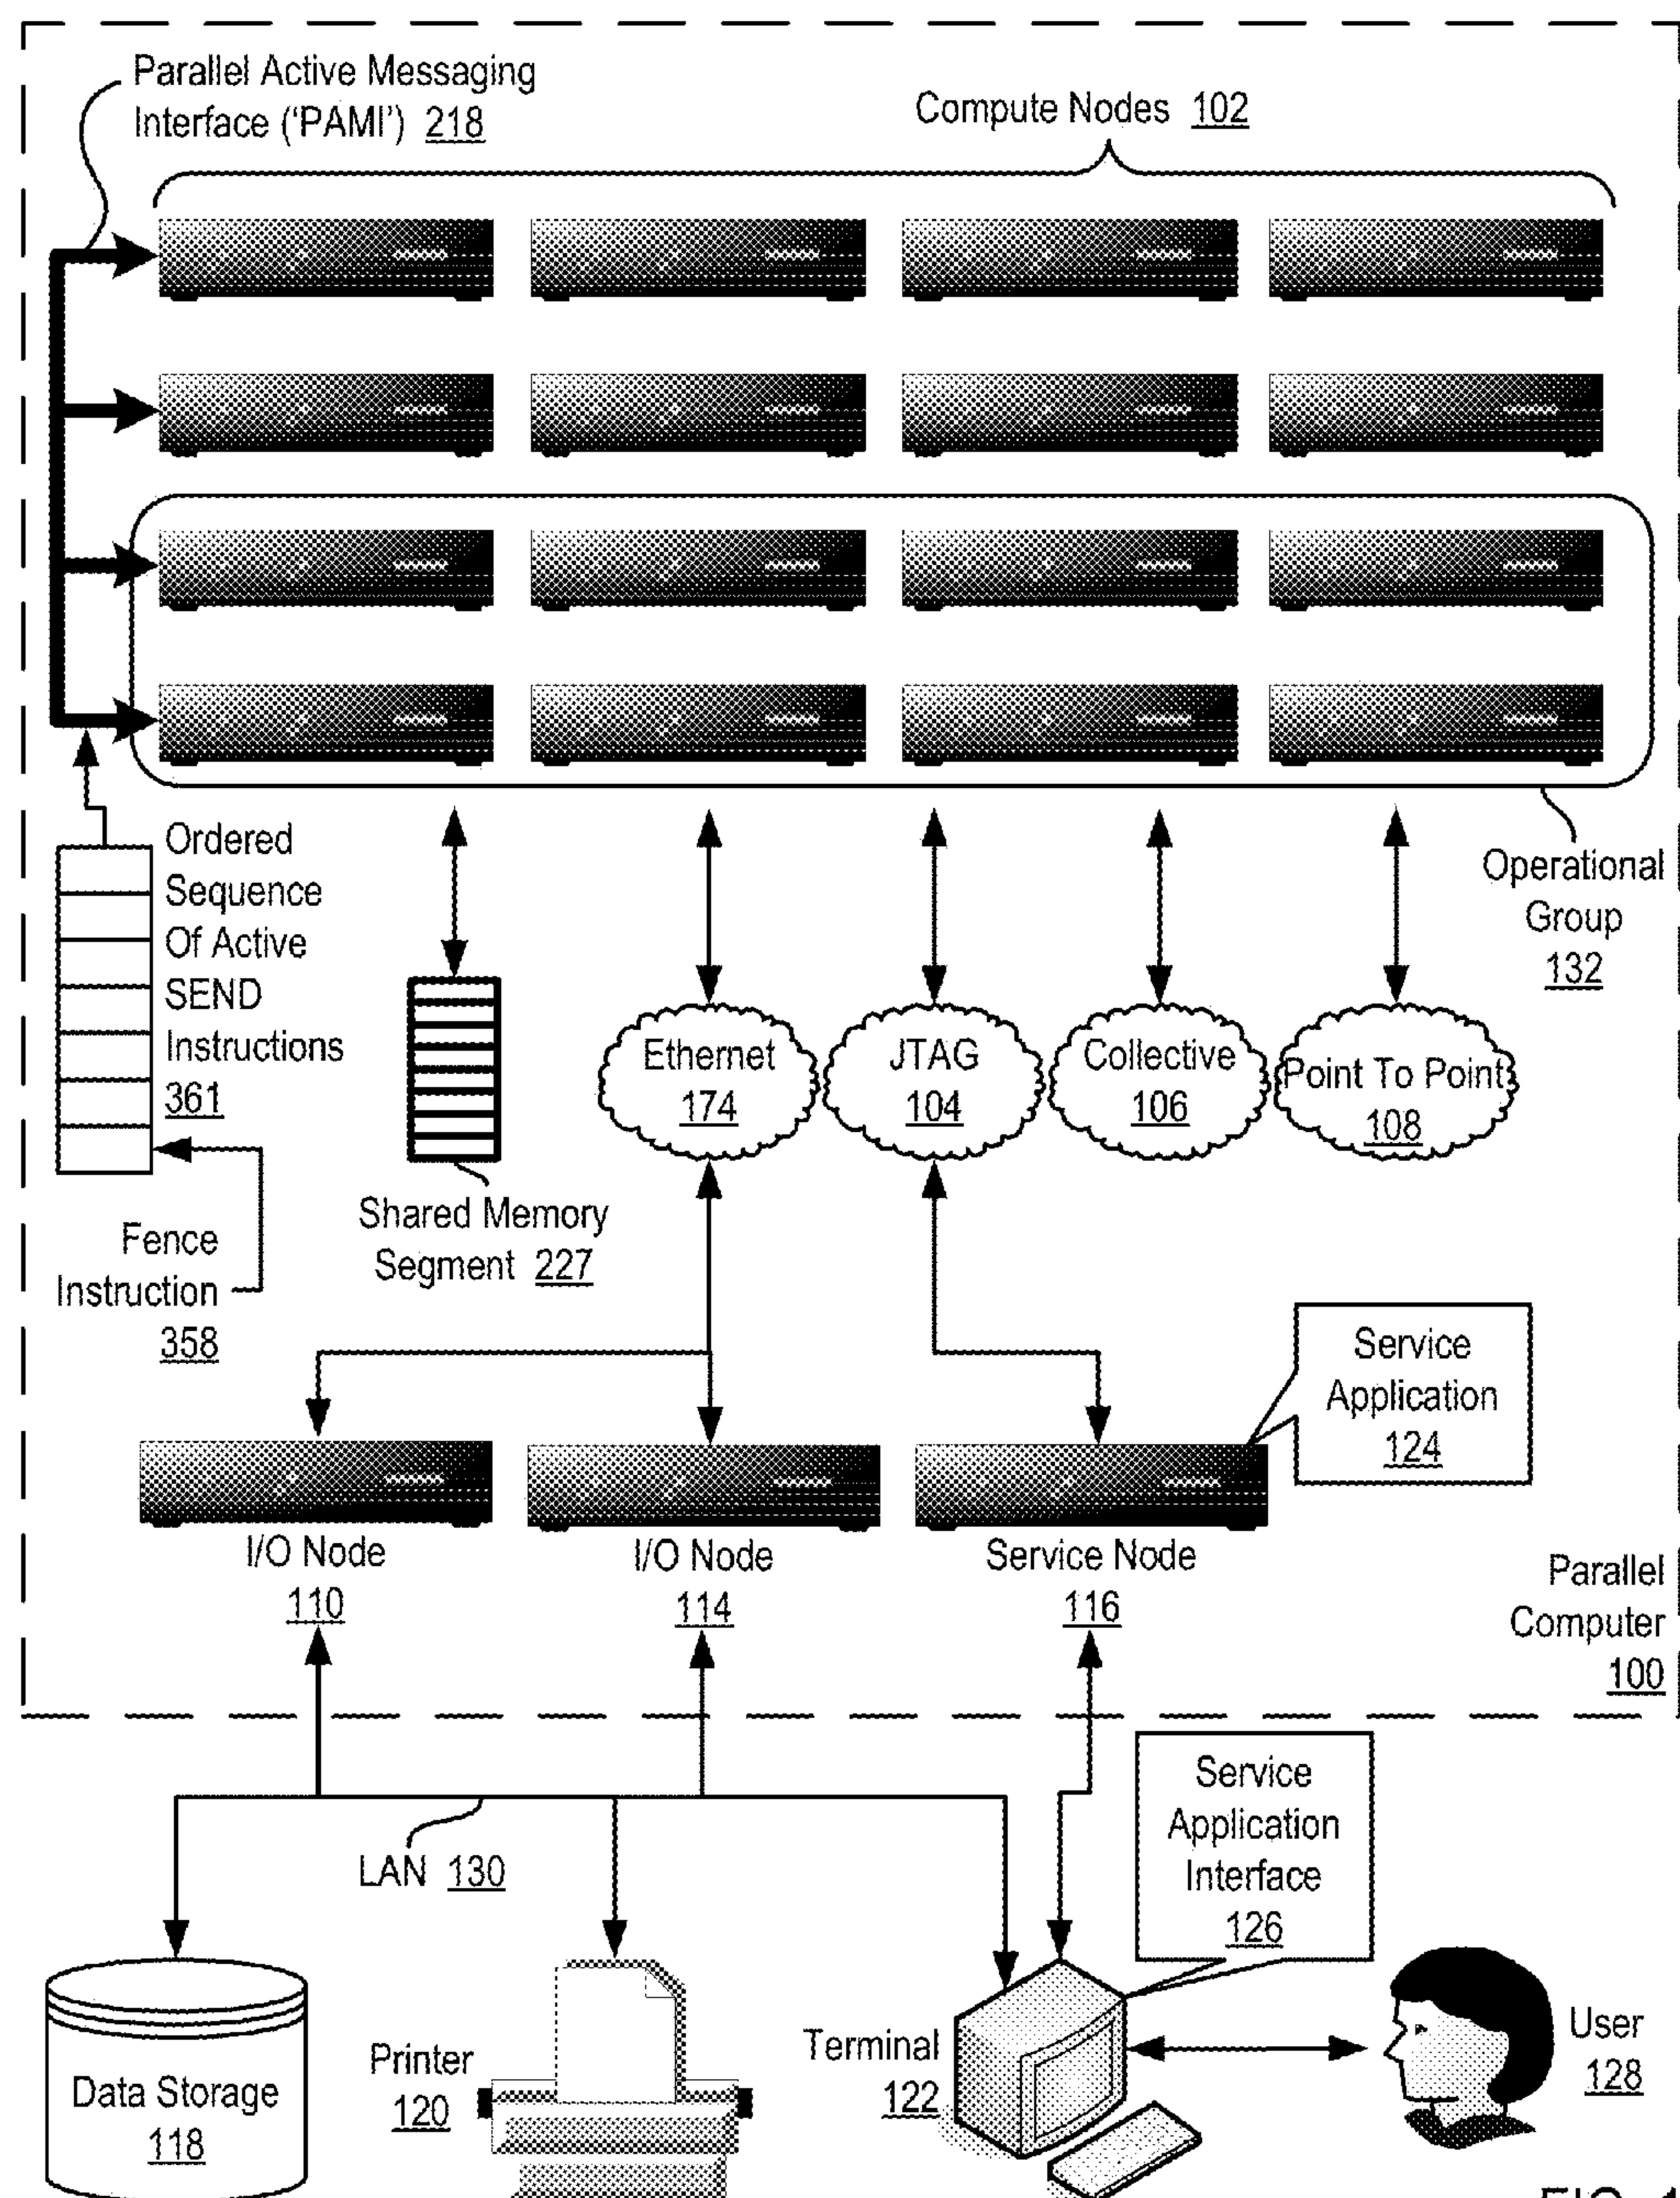 Parallel Active Messaging
Interface (‘PAMI’) 218
Compute Nodes 102
Ordered
Sequence
Of Active
SEND
Instructions
361
Operational
Group
132
Ethernet
174
JTAG
104
Collective
106
Point To Point
108
Shared Memory
Segment 227
Fence
Instruction
358
Service
Application
124
I/O Node
110
I/O Node
114
Service Node
116
Parallel
Computer
100
LAN 130
Service
Application
Interface
126
Data Storage
118
Printer
120
Terminal
122
User
128
FIG. 1